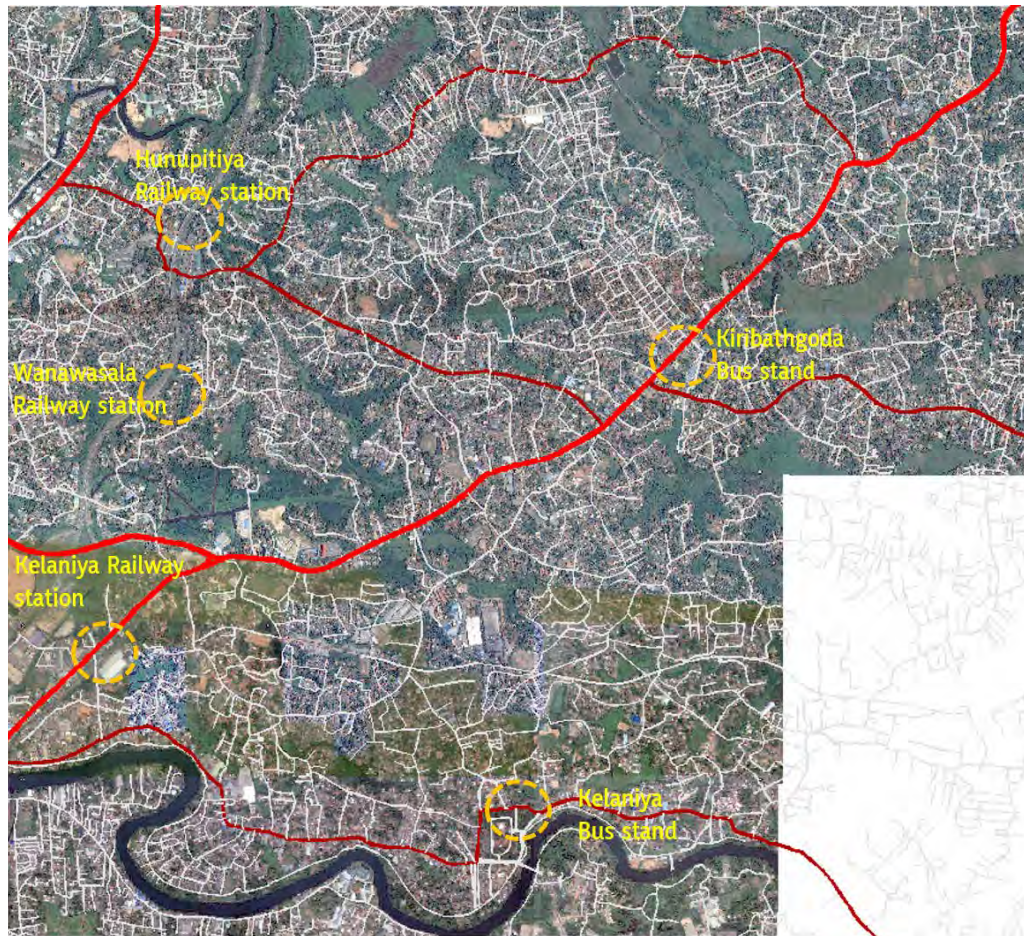 Hunupitiya
Railway station
Kiribathgoda
Bus stand
Wanawasala
Railway station
Kelaniya Railway
station
Kelaniya
Bus stand